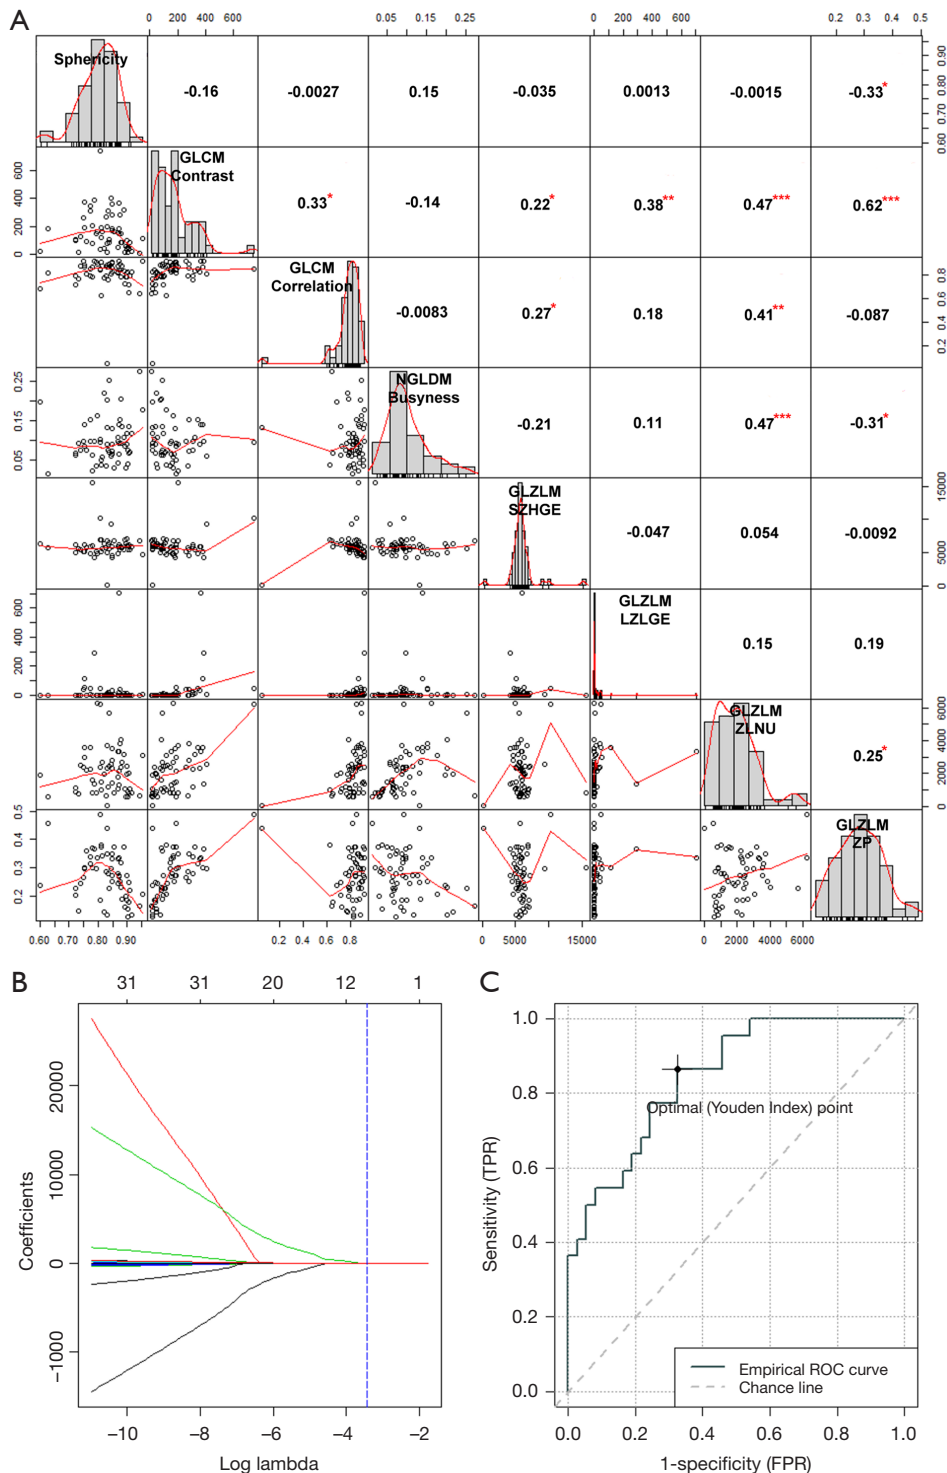 A
0 200 400 600
0.05 0.15 0.25
0 200 400 600
0.1 0.2 0.3 0.4 0.5
Sphericity
-0.16
-0.0027
0.15
-0.035
0.0013
-0.0015
-0.33*
0.60 0.70 0.80 0.90
0 200 400 600
GLCM
Contrast
0.33*
-0.14
0.22*
0.38**
0.47***
0.62***
GLCM
Correlation
-0.0083
0.27*
0.18
0.41**
-0.087
0.2 0.4 0.6 0.8
0.05 0.15 0.25
NGLDM
Busyness
-0.21
0.11
0.47***
-0.31*
GLZLM
SZHGE
-0.047
0.054
-0.0092
0 5000 15000
0 200 400 600
GLZLM
LZLGE
0.15
0.19
GLZLM
ZLNU
0.25*
0 2000 4000 6000
0.2 0.3 0.4 0.5
GLZLM
ZP
0.60 0.70 0.80 0.90
0.2 0.4 0.6 0.8
0 5000 15000
0 2000 4000 6000
B
31 31 20 12 1
Coefficients
20000
10000
0
−1000
−10 −8 −6 −4 −2
Log lambda
C
Sensitivity (TPR)
1.0
0.8
0.6
0.4
0.2
0.0
Optimal (Youden Index) point
Empirical ROC curve
Chance line
0.0 0.2 0.4 0.6 0.8 1.0
1-specificity (FPR)